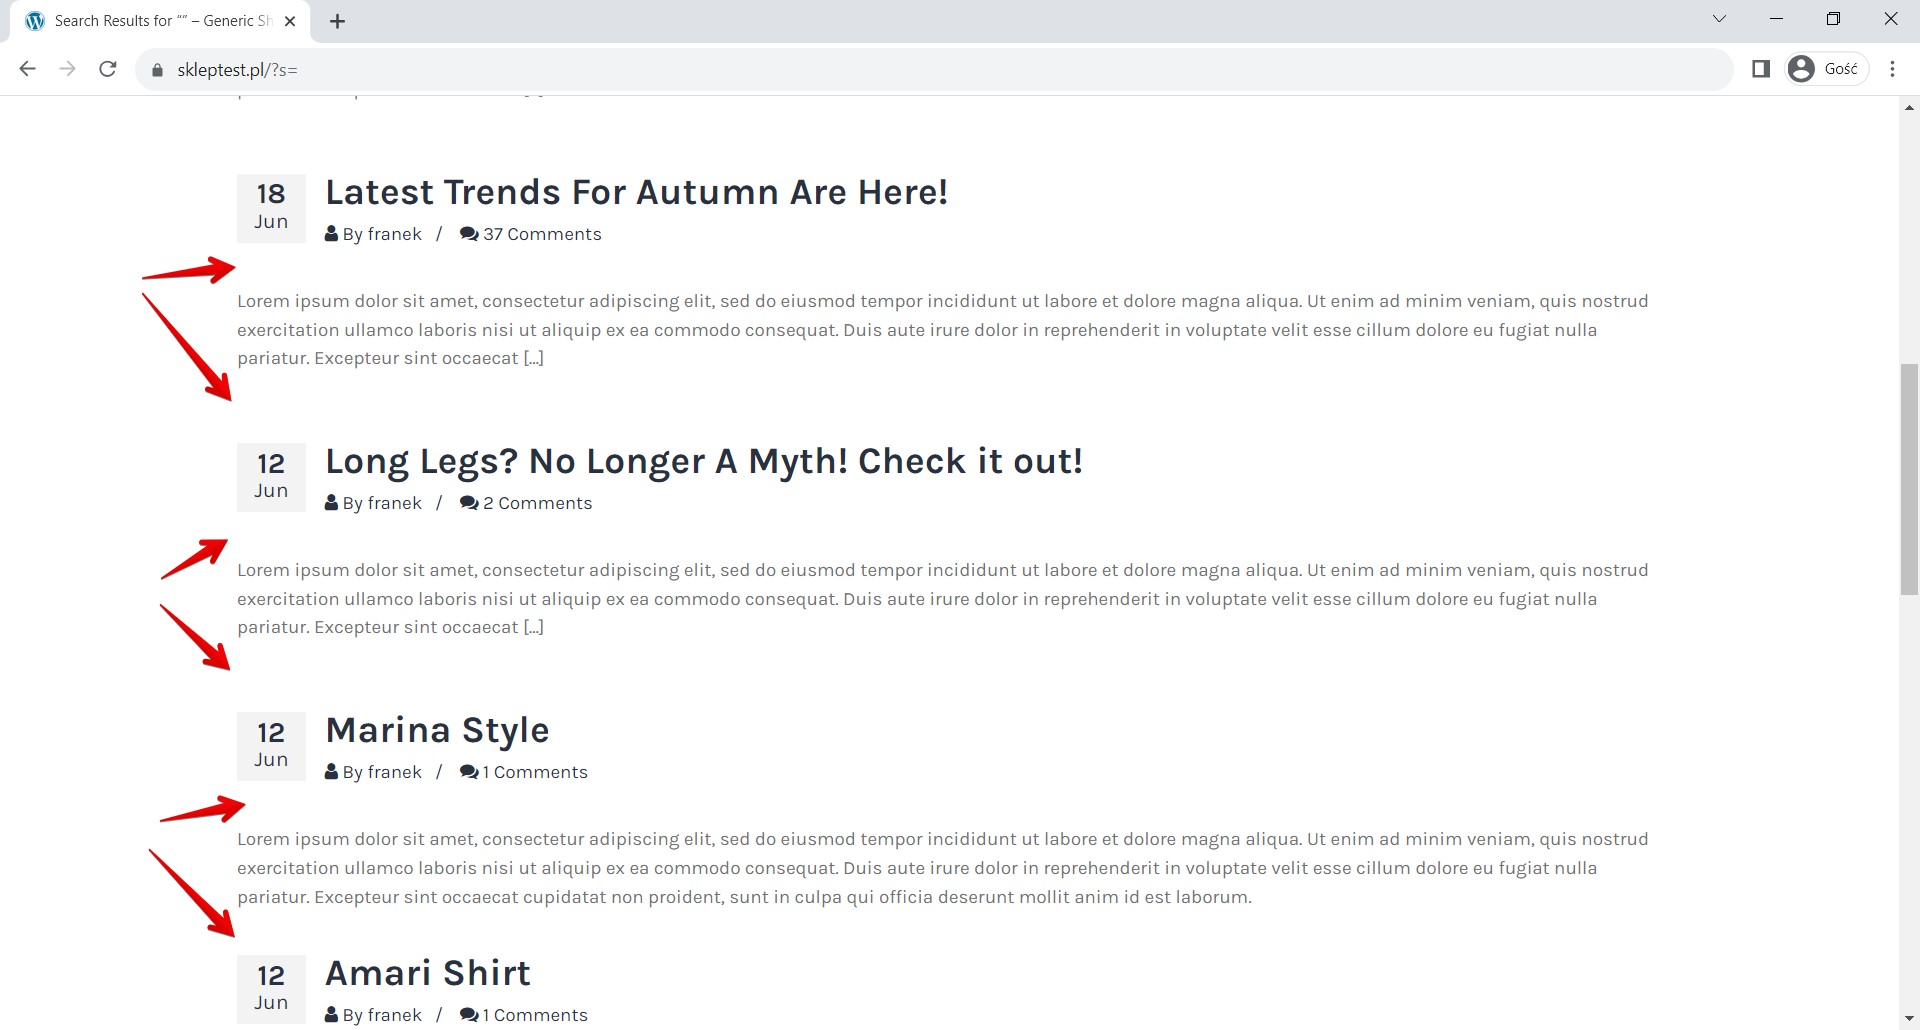 Search Results for “” – Generic Sh
skleptest.pl/?s=
Gość
18
Jun
Latest Trends For Autumn Are Here!
By franek / 37 Comments
Lorem ipsum dolor sit amet, consectetur adipiscing elit, sed do eiusmod tempor incididunt ut labore et dolore magna aliqua. Ut enim ad minim veniam, quis nostrud
exercitation ullamco laboris nisi ut aliquip ex ea commodo consequat. Duis aute irure dolor in reprehenderit in voluptate velit esse cillum dolore eu fugiat nulla
pariatur. Excepteur sint occaecat [...]
12
Jun
Long Legs? No Longer A Myth! Check it out!
By franek / 2 Comments
Lorem ipsum dolor sit amet, consectetur adipiscing elit, sed do eiusmod tempor incididunt ut labore et dolore magna aliqua. Ut enim ad minim veniam, quis nostrud
exercitation ullamco laboris nisi ut aliquip ex ea commodo consequat. Duis aute irure dolor in reprehenderit in voluptate velit esse cillum dolore eu fugiat nulla
pariatur. Excepteur sint occaecat [...]
12
Jun
Marina Style
By franek / 1 Comments
Lorem ipsum dolor sit amet, consectetur adipiscing elit, sed do eiusmod tempor incididunt ut labore et dolore magna aliqua. Ut enim ad minim veniam, quis nostrud
exercitation ullamco laboris nisi ut aliquip ex ea commodo consequat. Duis aute irure dolor in reprehenderit in voluptate velit esse cillum dolore eu fugiat nulla
pariatur. Excepteur sint occaecat cupidatat non proident, sunt in culpa qui officia deserunt mollit anim id est laborum.
12
Jun
Amari Shirt
By franek / 1 Comments